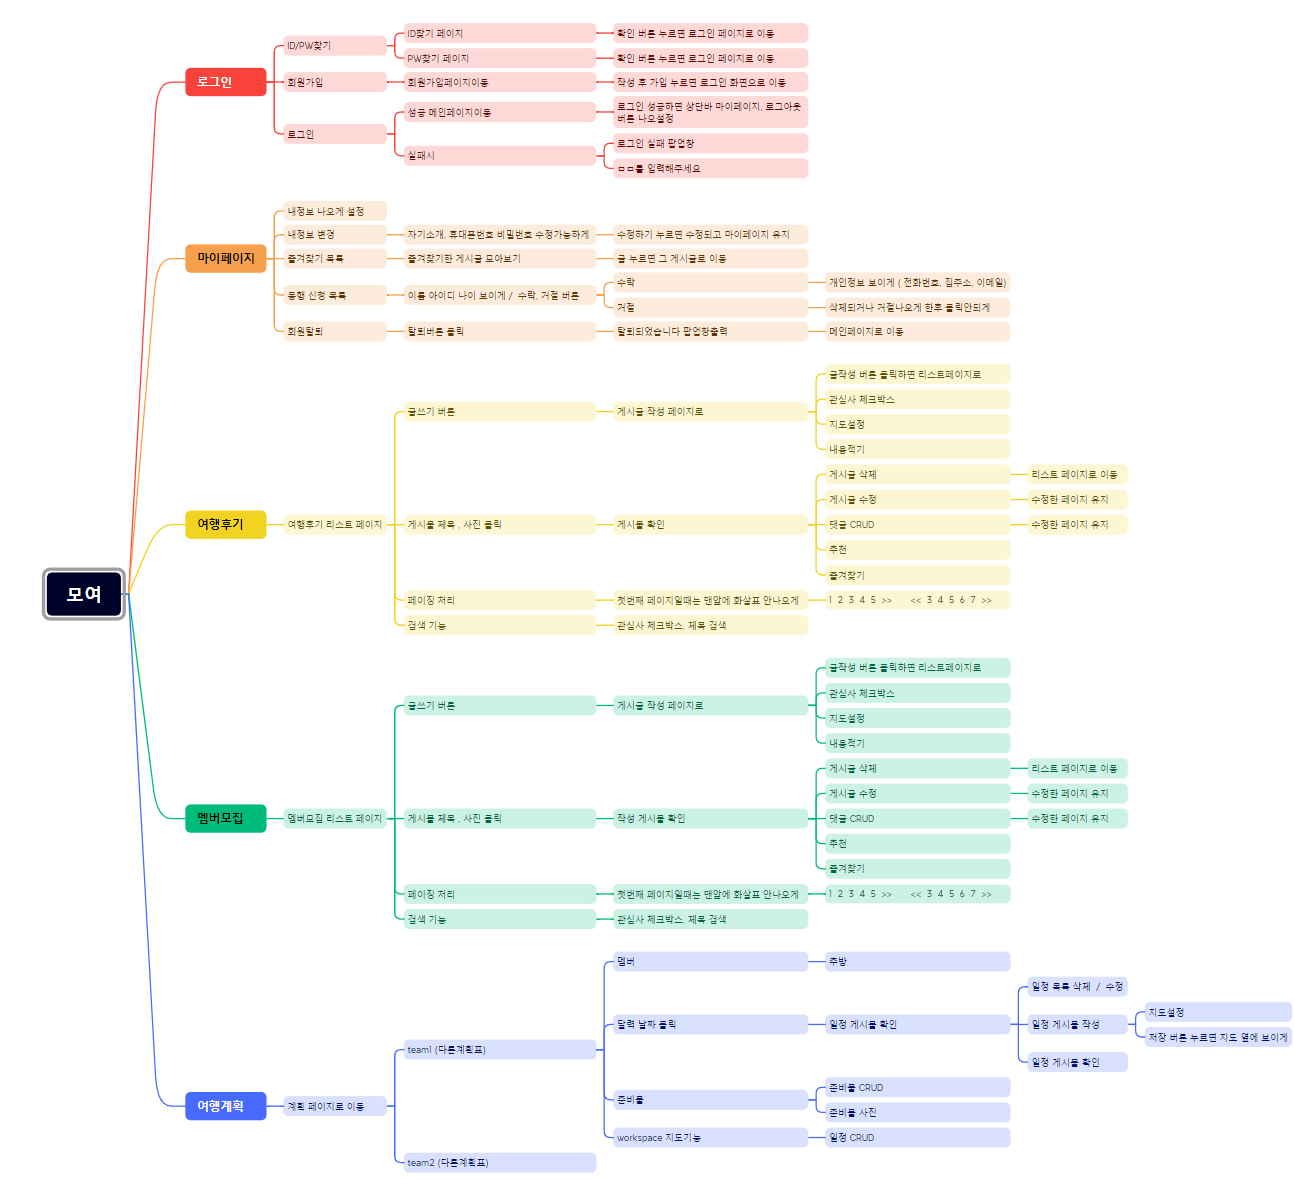 모여
로그인
ID/PW찾기
ID찾기 페이지
확인 버튼 누르면 로그인 페이지로 이동
PW찾기 페이지
확인 버튼 누르면 로그인 페이지로 이동
회원가입
회원가입페이지이동
작성 후 가입 누르면 로그인 화면으로 이동
로그인
성공 메인페이지이동
로그인 성공하면 상단바 마이페이지, 로그아웃
버튼 나오설정
실패시
로그인 실패 팝업창
ㅁㅁ를 입력해주세요
마이페이지
내정보 나오게 설정
내정보 변경
자기소개, 휴대폰번호 비밀번호 수정가능하게
수정하기 누르면 수정되고 마이페이지 유지
즐겨찾기 목록
즐겨찾기한 게시글 모아보기
글 누르면 그 게시글로 이동
동행 신청 목록
이름 아이디 나이 보이게 / 수락, 거절 버튼
수락
개인정보 보이게 ( 전화번호, 집주소, 이메일)
거절
삭제되거나 거절나오게 한후 클릭안되게
회원탈퇴
탈퇴버튼 클릭
탈퇴되었습니다 팝업창출력
메인페이지로 이동
여행후기
여행후기 리스트 페이지
글쓰기 버튼
게시글 작성 페이지로
글작성 버튼 클릭하면 리스트페이지로
관심사 체크박스
지도설정
내용적기
게시물 제목 , 사진 클릭
게시물 확인
게시글 삭제
리스트 페이지로 이동
게시글 수정
수정한 페이지 유지
댓글 CRUD
수정한 페이지 유지
추천
즐겨찾기
페이징 처리
첫번째 페이지일때는 맨앞에 화살표 안나오게
1 2 3 4 5 >> << 3 4 5 6 7 >>
검색 기능
관심사 체크박스, 제목 검색
멤버모집
멤버모집 리스트 페이지
글쓰기 버튼
게시글 작성 페이지로
글작성 버튼 클릭하면 리스트페이지로
관심사 체크박스
지도설정
내용적기
게시물 제목 , 사진 클릭
작성 게시물 확인
게시글 삭제
리스트 페이지로 이동
게시글 수정
수정한 페이지 유지
댓글 CRUD
수정한 페이지 유지
추천
즐겨찾기
페이징 처리
첫번째 페이지일때는 맨앞에 화살표 안나오게
1 2 3 4 5 >> << 3 4 5 6 7 >>
검색 기능
관심사 체크박스, 제목 검색
여행계획
계획 페이지로 이동
team1 (다른계획표)
멤버
추방
달력 날짜 클릭
일정 게시물 확인
일정 목록 삭제 / 수정
일정 게시물 작성
지도설정
저장 버튼 누르면 지도 옆에 보이게
일정 게시물 확인
준비물
준비물 CRUD
준비물 사진
workspace 지도기능
일정 CRUD
team2 (다른계획표)